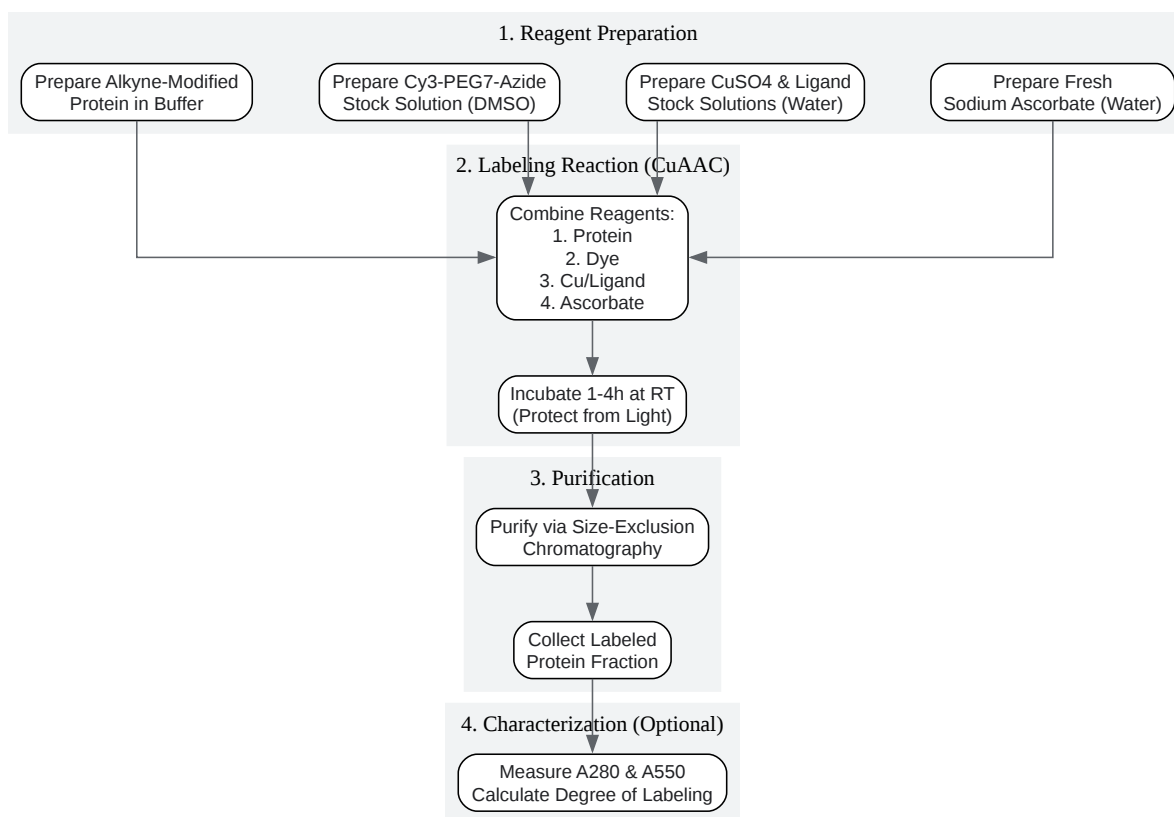 1. Reagent Preparation
Prepare Alkyne-Modified
Protein in Buffer
Prepare Cy3-PEG7-Azide
Stock Solution (DMSO)
Prepare CuSO4 & Ligand
Stock Solutions (Water)
Prepare Fresh
Sodium Ascorbate (Water)
2. Labeling Reaction (CuAAC)
Combine Reagents:
1. Protein
2. Dye
3. Cu/Ligand
4. Ascorbate
Incubate 1-4h at RT
(Protect from Light)
3. Purification
Purify via Size-Exclusion
Chromatography
Collect Labeled
Protein Fraction
4. Characterization (Optional)
Measure A280 & A550
Calculate Degree of Labeling